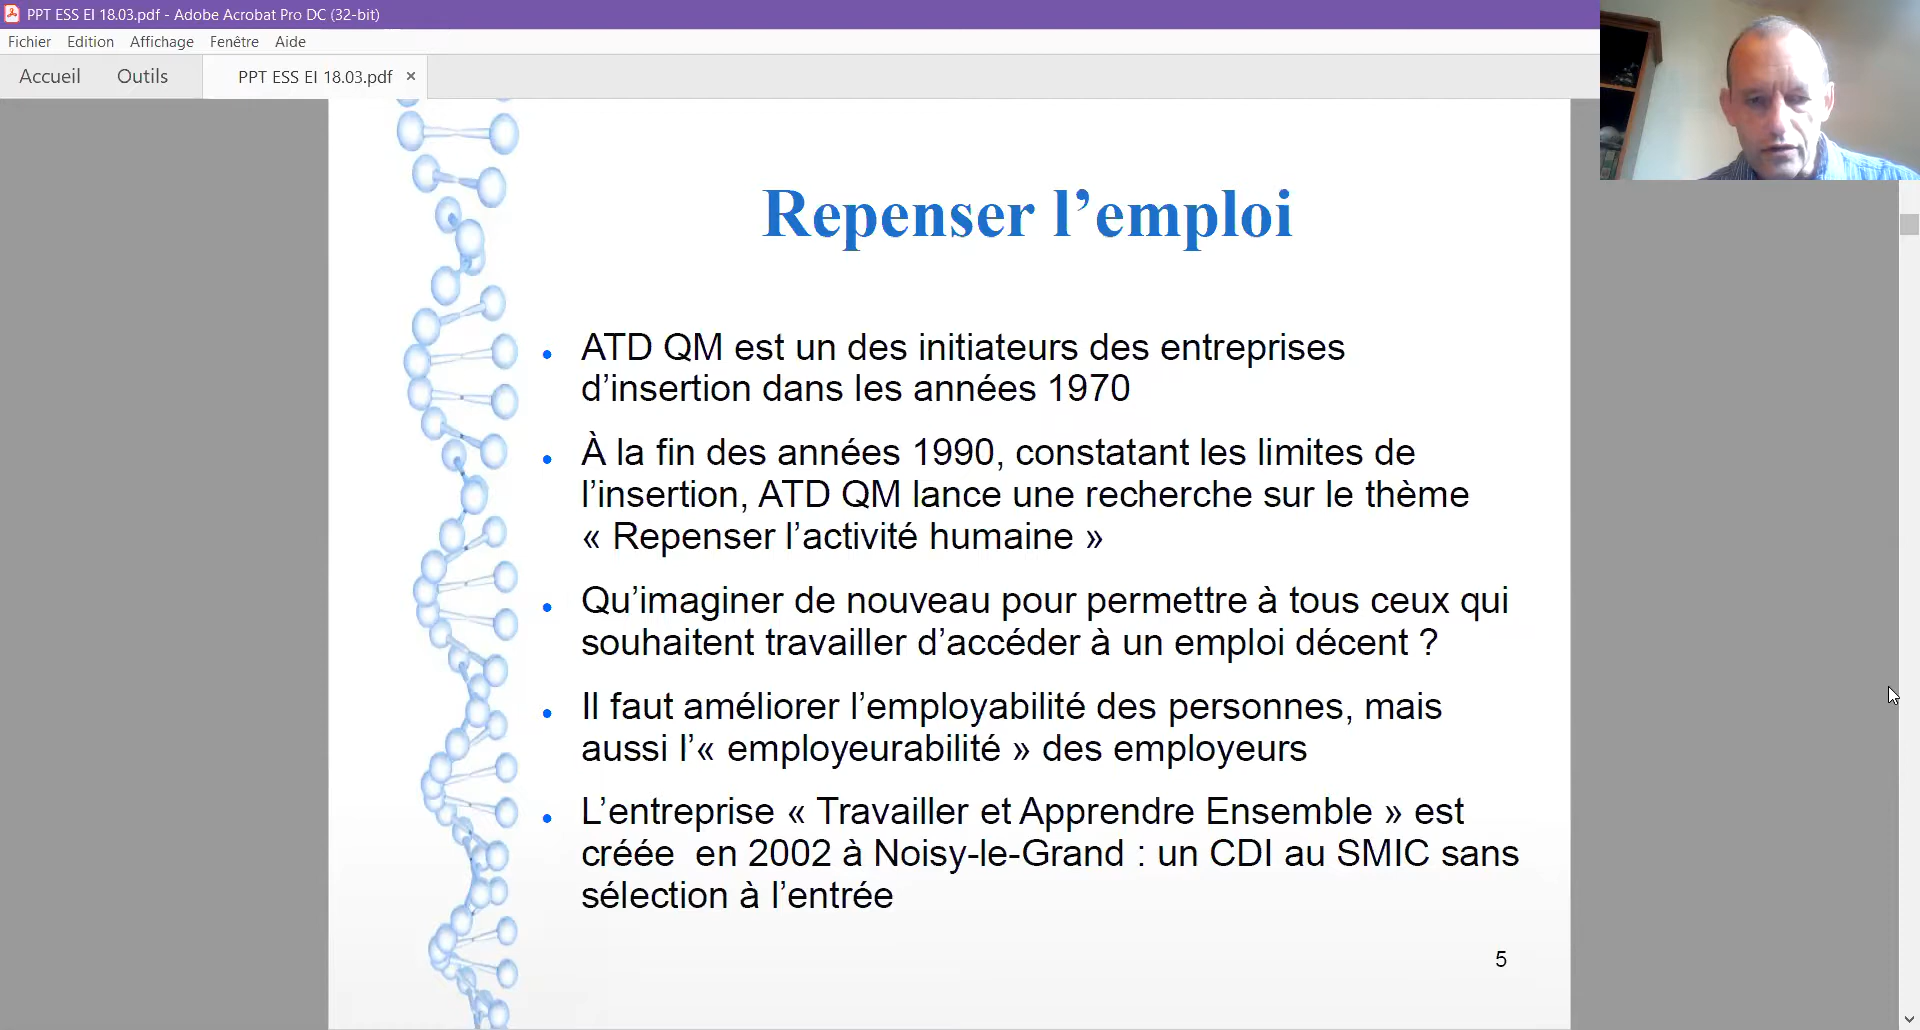 PPT ESS EI 18.03.pdf - Adobe Acrobat Pro DC (32-bit)
Fichier Edition Affichage Fenêtre Aide
Accueil Outils PPT ESS EI 18.03.pdf ×
Repenser l’emploi
• ATD QM est un des initiateurs des entreprises
d’insertion dans les années 1970
• À la fin des années 1990, constatant les limites de
l’insertion, ATD QM lance une recherche sur le thème
« Repenser l’activité humaine »
• Qu’imaginer de nouveau pour permettre à tous ceux qui
souhaitent travailler d’accéder à un emploi décent ?
• Il faut améliorer l’employabilité des personnes, mais
aussi l’« employeurabilité » des employeurs
• L’entreprise « Travailler et Apprendre Ensemble » est
créée en 2002 à Noisy-le-Grand : un CDI au SMIC sans
sélection à l’entrée
5